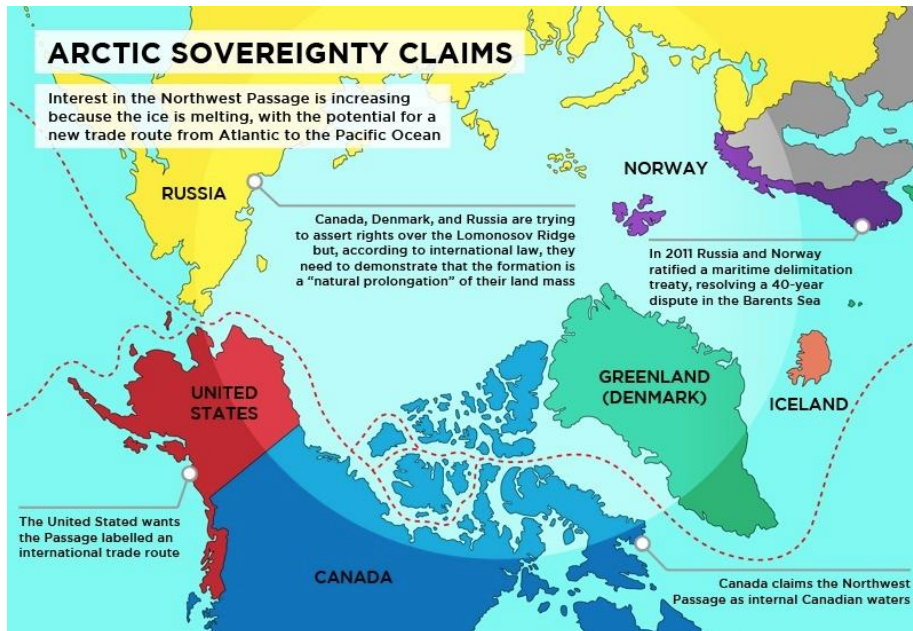 ARCTIC SOVEREIGNTY CLAIMS
Interest in the Northwest Passage is increasing
because the ice is melting, with the potential for a
new trade route from Atlantic to the Pacific Ocean
RUSSIA
NORWAY
Canada, Denmark, and Russia are trying
to assert rights over the Lomonosov Ridge
but, according to international law, they
need to demonstrate that the formation is
a “natural prolongation” of their land mass
In 2011 Russia and Norway
ratified a maritime delimitation
treaty, resolving a 40-year
dispute in the Barents Sea
UNITED
STATES
GREENLAND
(DENMARK)
ICELAND
The United Stated wants
the Passage labelled an
international trade route
CANADA
Canada claims the Northwest
Passage as internal Canadian waters